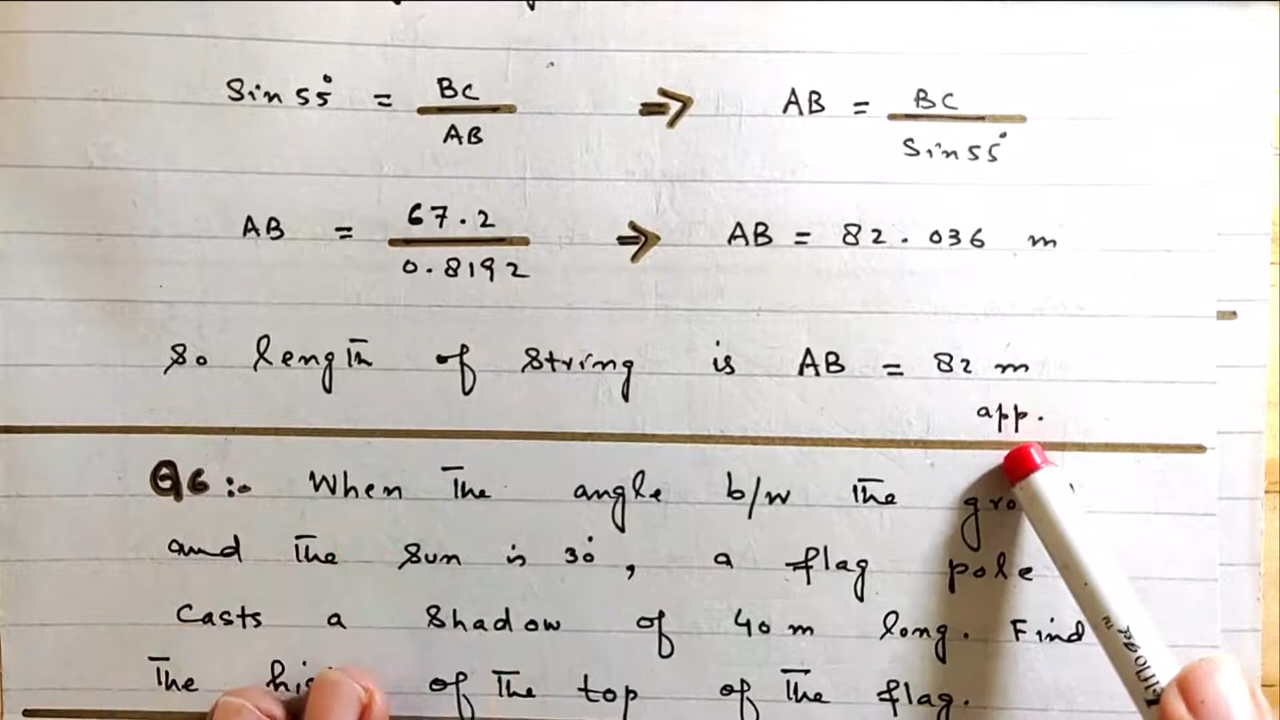 Sin 55° = BC / AB ⇒ AB = BC / Sin 55°
AB = 67.2 / 0.8192 ⇒ AB = 82.036 m
So length of string is AB = 82 m
app.
Q6:- When The angle b/w The
and The sun is 30°, a flag pole
Casts a shadow of 40 m long. Find
The of The top of The flag.